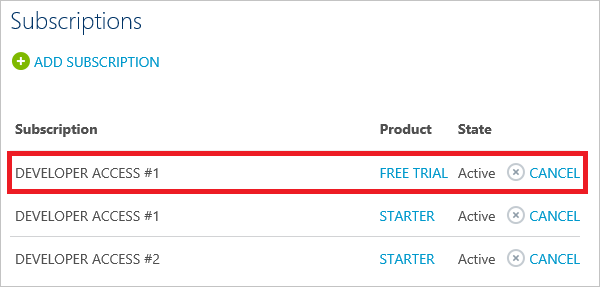 Subscriptions
ADD SUBSCRIPTION
Subscription Product State
DEVELOPER ACCESS #1 FREE TRIAL Active CANCEL
DEVELOPER ACCESS #1 STARTER Active CANCEL
DEVELOPER ACCESS #2 STARTER Active CANCEL